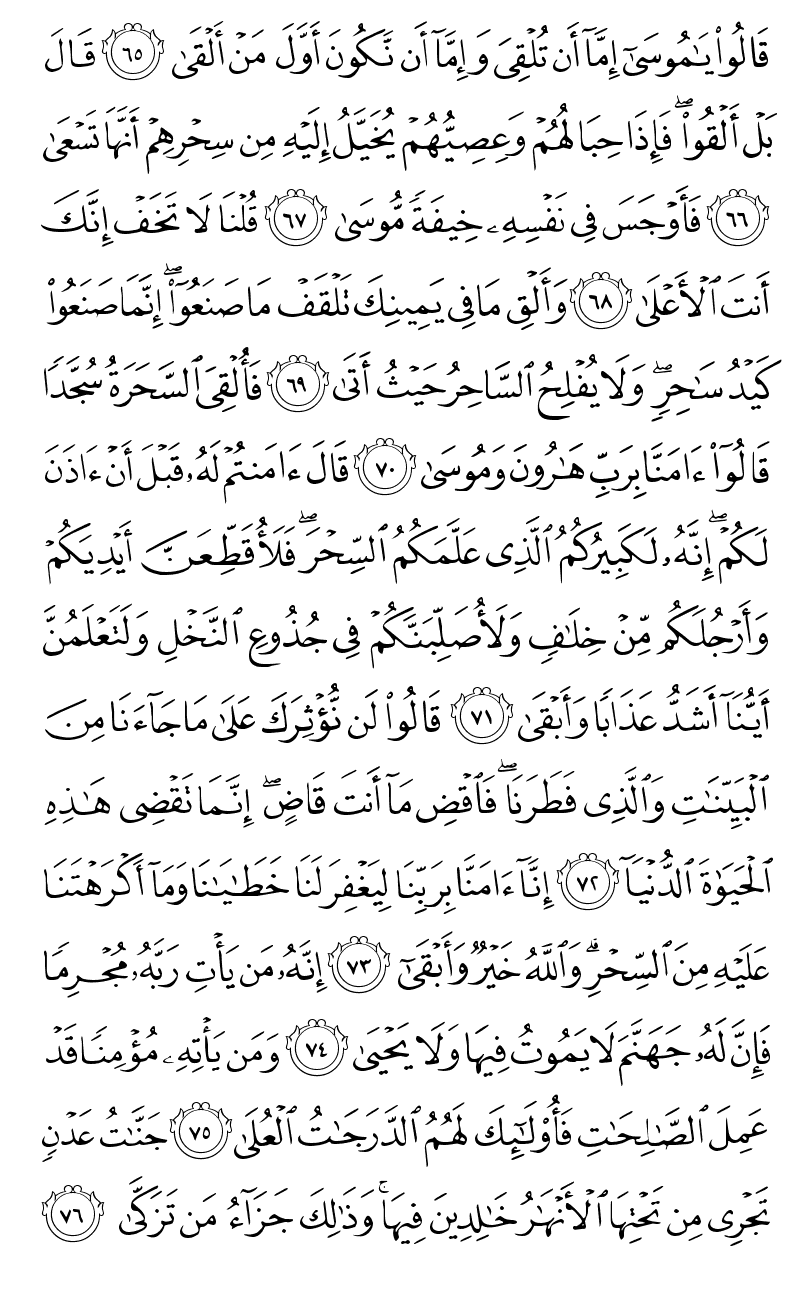 قَالُوا۟ يَـٰمُوسَىٰٓ إِمَّآ أَن تُلْقِىَ وَإِمَّآ أَن نَّكُونَ أَوَّلَ مَنْ أَلْقَىٰ ٦٥ قَالَ
بَلْ أَلْقُوا۟ ۖ فَإِذَا حِبَالُهُمْ وَعِصِيُّهُمْ يُخَيَّلُ إِلَيْهِ مِن سِحْرِهِمْ أَنَّهَا تَسْعَىٰ
٦٦ فَأَوْجَسَ فِى نَفْسِهِۦ خِيفَةً مُّوسَىٰ ٦٧ قُلْنَا لَا تَخَفْ إِنَّكَ
أَنتَ ٱلْأَعْلَىٰ ٦٨ وَأَلْقِ مَا فِى يَمِينِكَ تَلْقَفْ مَا صَنَعُوٓا۟ ۖ إِنَّمَا صَنَعُوا۟
كَيْدُ سَـٰحِرٍ ۖ وَلَا يُفْلِحُ ٱلسَّاحِرُ حَيْثُ أَتَىٰ ٦٩ فَأُلْقِىَ ٱلسَّحَرَةُ سُجَّدًا
قَالُوٓا۟ ءَامَنَّا بِرَبِّ هَـٰرُونَ وَمُوسَىٰ ٧٠ قَالَ ءَامَنتُمْ لَهُۥ قَبْلَ أَنْ ءَاذَنَ
لَكُمْ ۖ إِنَّهُۥ لَكَبِيرُكُمُ ٱلَّذِى عَلَّمَكُمُ ٱلسِّحْرَ ۖ فَلَأُقَطِّعَنَّ أَيْدِيَكُمْ
وَأَرْجُلَكُم مِّنْ خِلَـٰفٍ وَلَأُصَلِّبَنَّكُمْ فِى جُذُوعِ ٱلنَّخْلِ وَلَتَعْلَمُنَّ
أَيُّنَآ أَشَدُّ عَذَابًا وَأَبْقَىٰ ٧١ قَالُوا۟ لَن نُّؤْثِرَكَ عَلَىٰ مَا جَآءَنَا مِنَ
ٱلْبَيِّنَـٰتِ وَٱلَّذِى فَطَرَنَا ۖ فَٱقْضِ مَآ أَنتَ قَاضٍ ۖ إِنَّمَا تَقْضِى هَـٰذِهِ
ٱلْحَيَوٰةَ ٱلدُّنْيَآ ٧٢ إِنَّآ ءَامَنَّا بِرَبِّنَا لِيَغْفِرَ لَنَا خَطَـٰيَـٰنَا وَمَآ أَكْرَهْتَنَا
عَلَيْهِ مِنَ ٱلسِّحْرِ ۗ وَٱللَّهُ خَيْرٌ وَأَبْقَىٰٓ ٧٣ إِنَّهُۥ مَن يَأْتِ رَبَّهُۥ مُجْرِمًا
فَإِنَّ لَهُۥ جَهَنَّمَ لَا يَمُوتُ فِيهَا وَلَا يَحْيَىٰ ٧٤ وَمَن يَأْتِهِۦ مُؤْمِنًا قَدْ
عَمِلَ ٱلصَّـٰلِحَـٰتِ فَأُو۟لَـٰٓئِكَ لَهُمُ ٱلدَّرَجَـٰتُ ٱلْعُلَىٰ ٧٥ جَنَّـٰتُ عَدْنٍ
تَجْرِى مِن تَحْتِهَا ٱلْأَنْهَـٰرُ خَـٰلِدِينَ فِيهَا ۚ وَذَٰلِكَ جَزَآءُ مَن تَزَكَّىٰ ٧٦